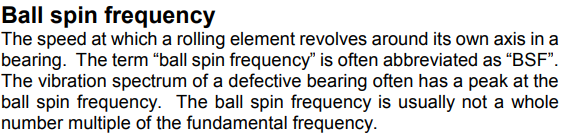 Ball spin frequency
The speed at which a rolling element revolves around its own axis in a
bearing.  The term “ball spin frequency” is often abbreviated as “BSF”.
The vibration spectrum of a defective bearing often has a peak at the
ball spin frequency.  The ball spin frequency is usually not a whole
number multiple of the fundamental frequency.